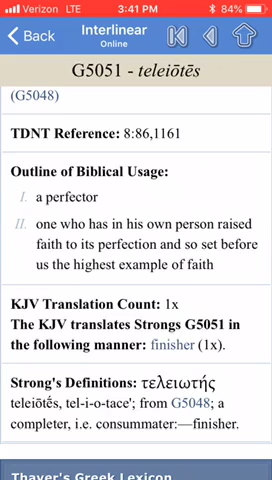 Verizon LTE 3:41 PM 84%
Back Interlinear
Online
G5051 - teleiōtēs
(G5048)
TDNT Reference: 8:86,1161
Outline of Biblical Usage:
I. a perfector
II. one who has in his own person raised
faith to its perfection and so set before
us the highest example of faith
KJV Translation Count: 1x
The KJV translates Strongs G5051 in
the following manner: finisher (1x).
Strong's Definitions: τελειωτής
teleiōtḗs, tel-i-o-tace'; from G5048; a
completer, i.e. consummater:—finisher.
Thayer's Greek Lexicon